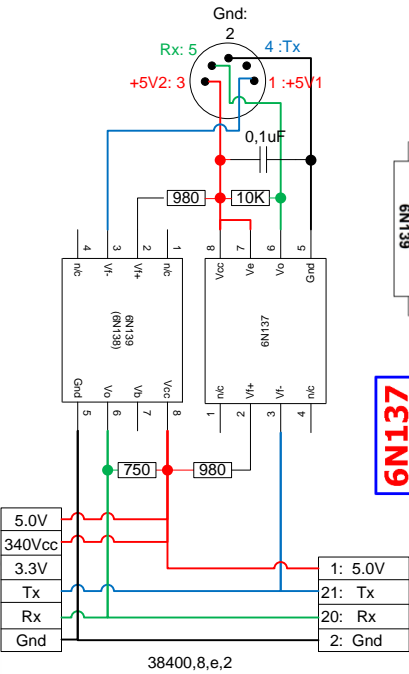 Gnd:
2
Rx: 5
4 :Tx
+5V2: 3
1 :+5V1
0,1uF
980
10K
4
3
2
1
8
7
6
5
n/c
Vf-
Vf+
n/c
Vcc
Ve
Vo
Gnd
6N139
(6N138)
6N137
6N139
Gnd
Vo
Vb
Vcc
n/c
Vf+
Vf-
n/c
5
6
7
8
1
2
3
4
6N137
750
980
5.0V
340Vcc
3.3V
Tx
Rx
Gnd
1: 5.0V
21: Tx
20: Rx
2: Gnd
38400,8,e,2